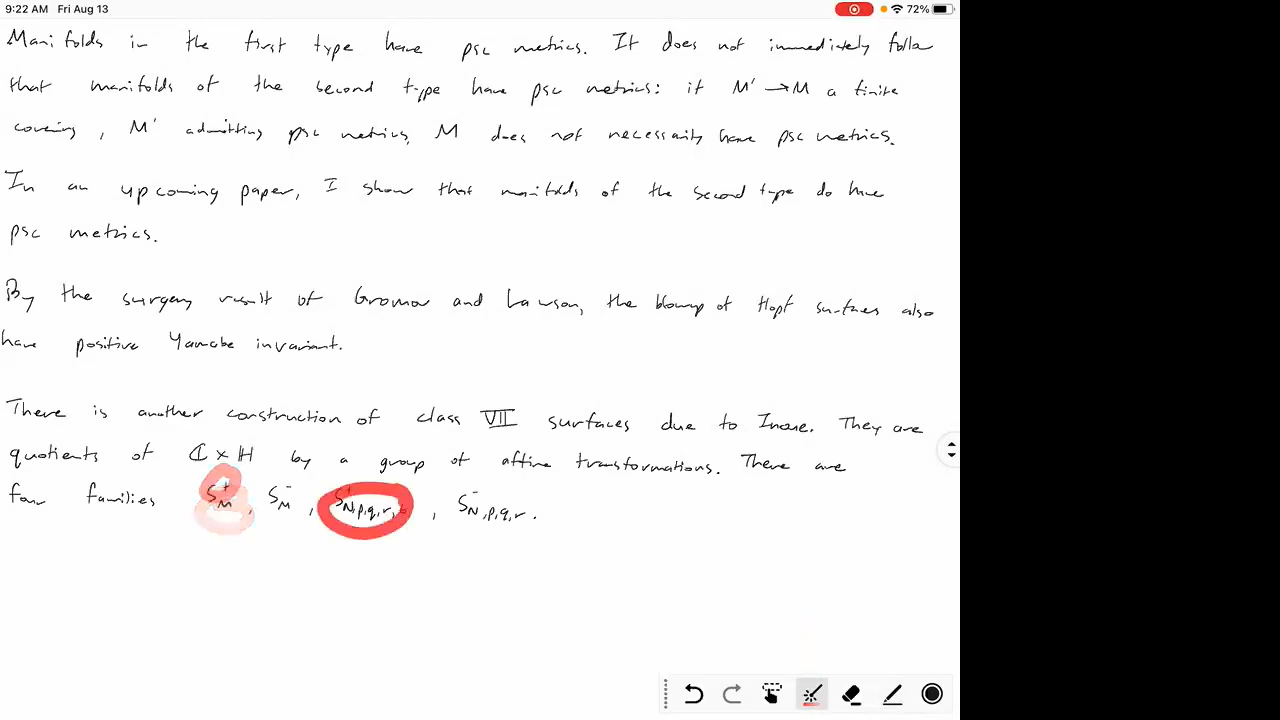 9:22 AM Fri Aug 13
72%
Manifolds in the first type have psc metrics. It does not immediately follow
that manifolds of the second type have psc metrics: if M' → M a finite
covering, M' admitting psc metrics, M does not necessarily have psc metrics.
In an upcoming paper, I show that manifolds of the second type do have
psc metrics.
By the surgery result of Gromov and Lawson, the blowup of Hopf surfaces also
have positive Yamabe invariant.
There is another construction of class VII surfaces due to Inoue. They are
quotients of ℂ × ℍ by a group of affine transformations. There are
four families S_M^+, S_M^-, S_{N,p,q,r,}^+, S_{N,p,q,r}^-.